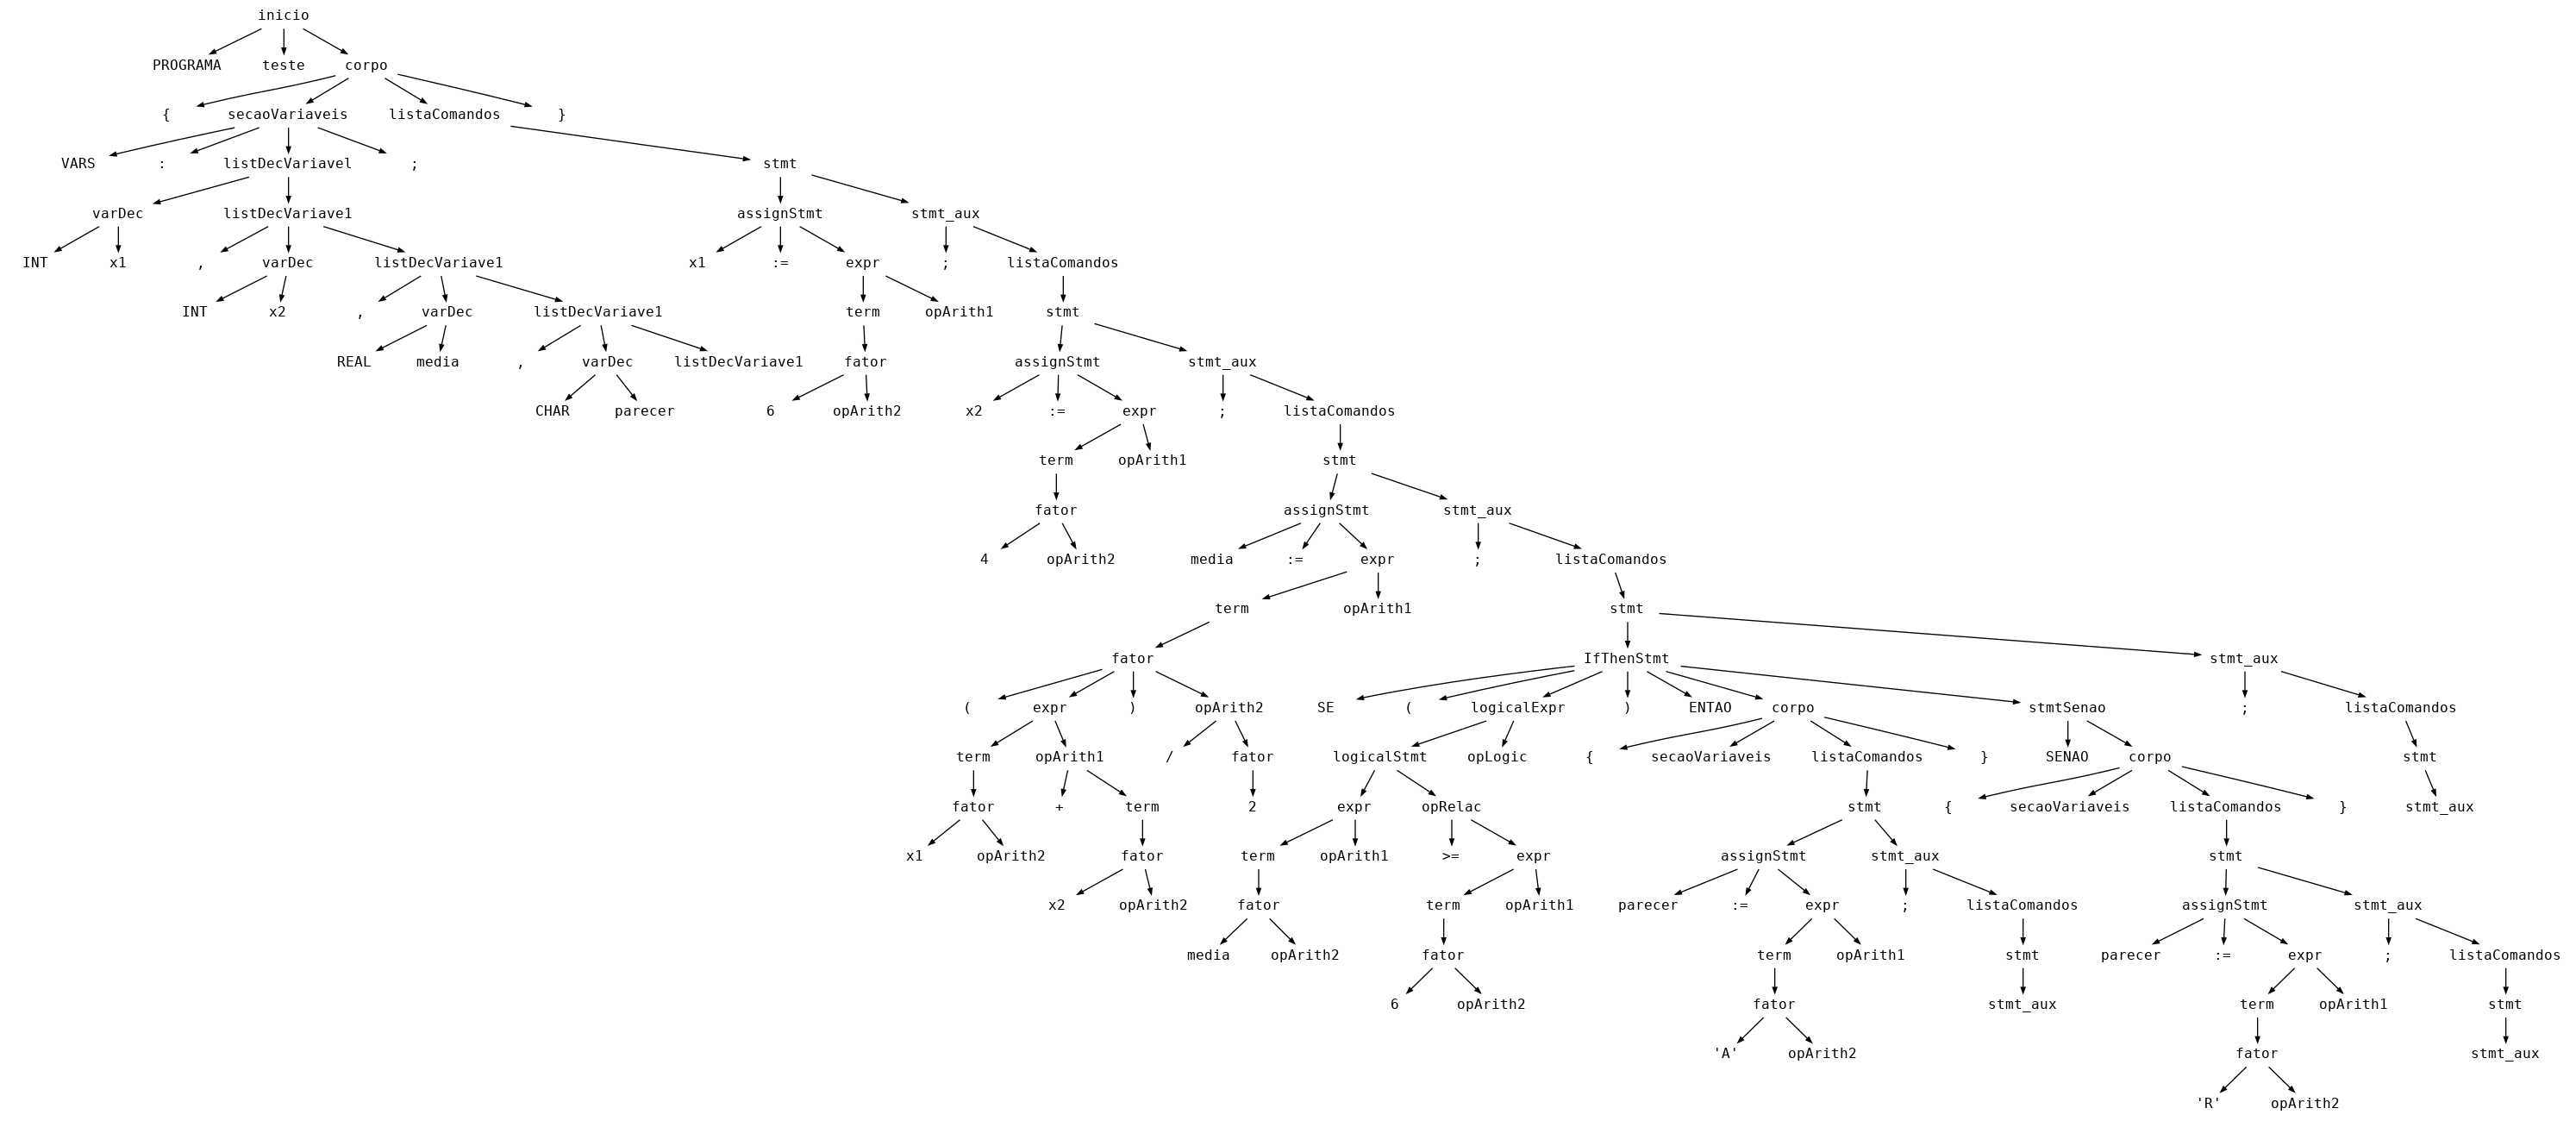 inicio
PROGRAMA teste corpo
{ secaoVariaveis listaComandos }
VARS : listDecVariavel ; stmt
varDec listDecVariave1 assignStmt stmt_aux
INT x1 , varDec listDecVariave1 x1 := expr ; listaComandos
INT x2 , varDec listDecVariave1 term opArith1 stmt
REAL media , varDec listDecVariave1 fator assignStmt stmt_aux
CHAR parecer 6 opArith2 x2 := expr ; listaComandos
term opArith1 stmt
fator assignStmt stmt_aux
4 opArith2 media := expr ; listaComandos
term opArith1 stmt
fator IfThenStmt stmt_aux
( expr ) opArith2 SE ( logicalExpr ) ENTAO corpo stmtSenao ; listaComandos
term opArith1 / fator logicalStmt opLogic { secaoVariaveis listaComandos } SENAO corpo stmt
fator + term 2 expr opRelac stmt { secaoVariaveis listaComandos } stmt_aux
x1 opArith2 fator term opArith1 >= expr assignStmt stmt_aux stmt
x2 opArith2 fator term opArith1 parecer := expr ; listaComandos assignStmt stmt_aux
media opArith2 fator term opArith1 stmt parecer := expr ; listaComandos
6 opArith2 fator stmt_aux term opArith1 stmt
'A' opArith2 fator stmt_aux
'R' opArith2